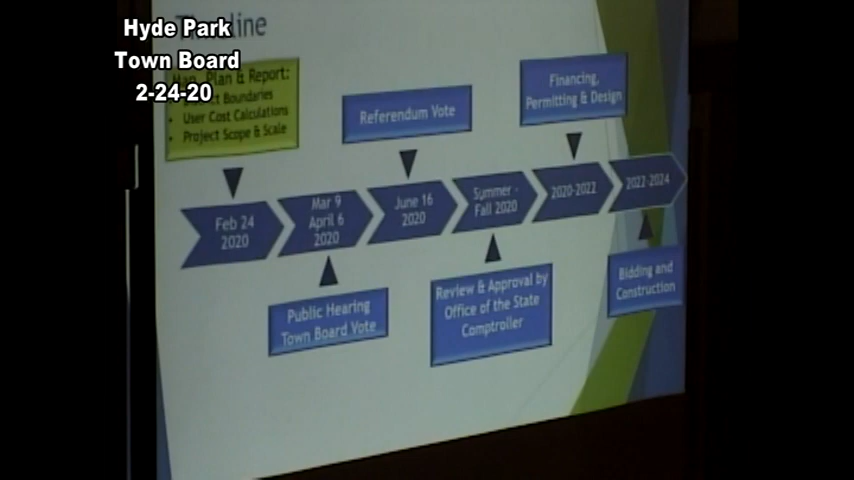 Hyde Park
Town Board
2-24-20
Timeline
Map, Plan & Report:
Boundaries
• User Cost Calculations
• Project Scope & Scale
Referendum Vote
Financing,
Permitting & Design
Feb 24
2020
Mar 9
April 6
2020
June 16
2020
Summer -
Fall 2020
2020-2022
2022-2024
Public Hearing
Town Board Vote
Review & Approval by
Office of the State
Comptroller
Bidding and
Construction